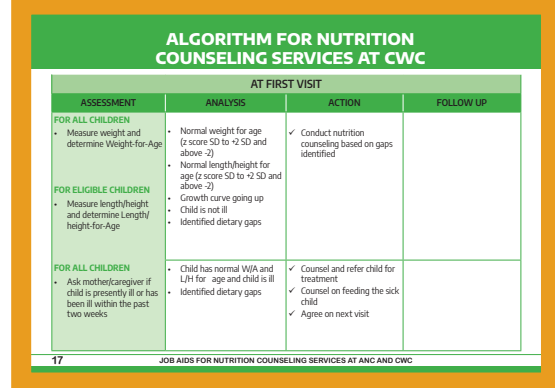 ALGORITHM FOR NUTRITION
COUNSELING SERVICES AT CWC
AT FIRST VISIT
ASSESSMENT
ANALYSIS
ACTION
FOLLOW UP
FOR ALL CHILDREN
• Measure weight and
determine Weight-for-Age
FOR ELIGIBLE CHILDREN
• Measure length/height
and determine Length/
height-for-Age
• Normal weight for age
(z score SD to +2 SD and
above -2)
• Normal length/height for
age (z score SD to +2 SD and
above -2)
• Growth curve going up
• Child is not ill
• Identified dietary gaps
✓ Conduct nutrition
counseling based on gaps
identified
FOR ALL CHILDREN
• Ask mother/caregiver if
child is presently ill or has
been ill within the past
two weeks
• Child has normal W/A and
L/H for age and child is ill
• Identified dietary gaps
✓ Counsel and refer child for
treatment
✓ Counsel on feeding the sick
child
✓ Agree on next visit
17
JOB AIDS FOR NUTRITION COUNSELING SERVICES AT ANC AND CWC